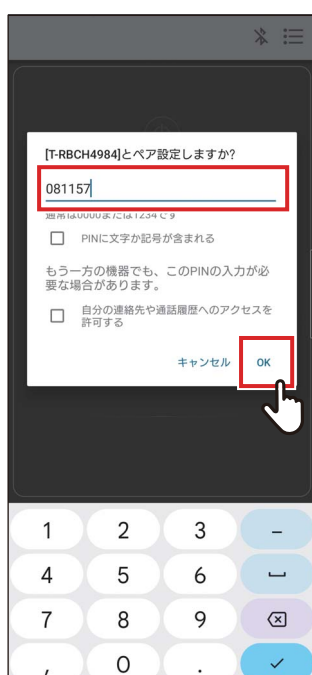 [T-RBCH4984]とペア設定しますか?
081157
通常は0000または1234です
PINに文字か記号が含まれる
もう一方の機器でも、このPINの入力が必
要な場合があります。
自分の連絡先や通話履歴へのアクセスを
許可する
キャンセル OK
1 2 3 –
4 5 6
7 8 9
, 0 .